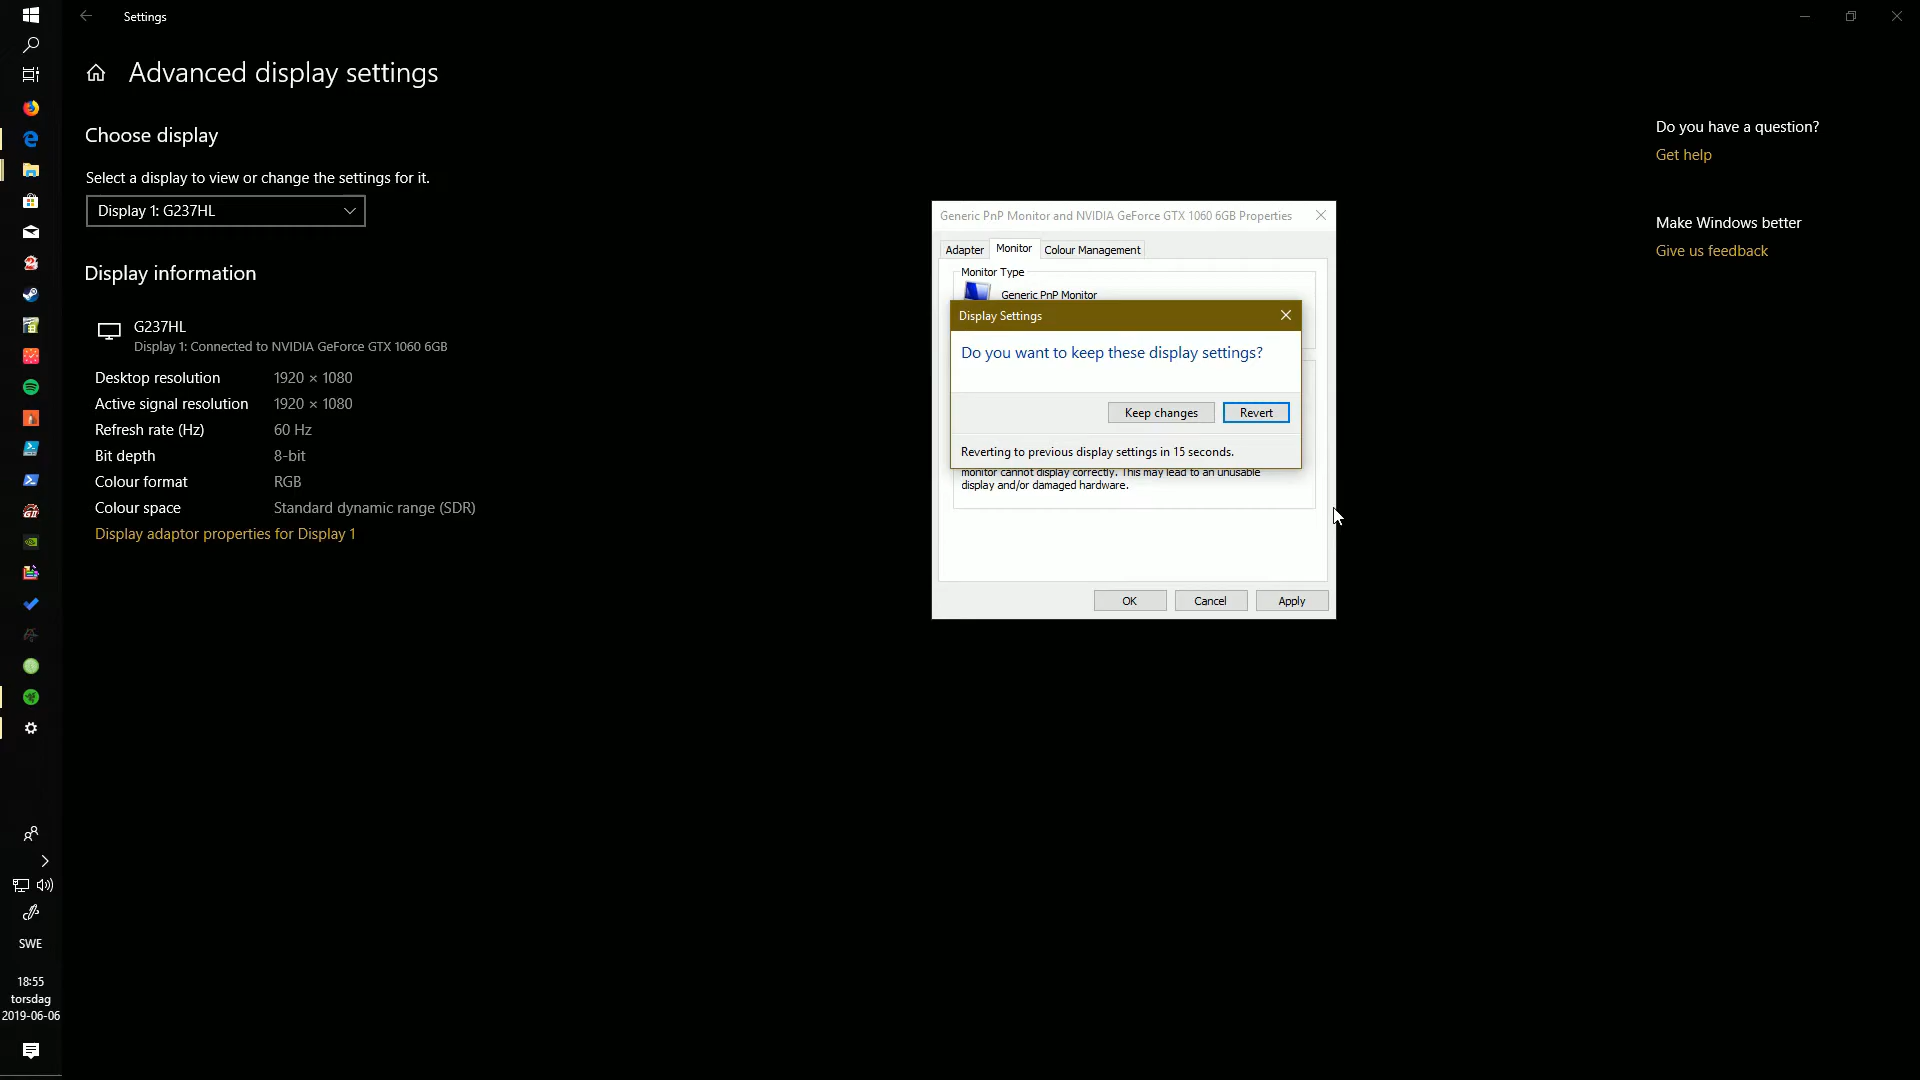 Settings
Advanced display settings
Choose display
Select a display to view or change the settings for it.
Display 1: G237HL
Display information
G237HL
Display 1: Connected to NVIDIA GeForce GTX 1060 6GB
Desktop resolution 1920 × 1080
Active signal resolution 1920 × 1080
Refresh rate (Hz) 60 Hz
Bit depth 8-bit
Colour format RGB
Colour space Standard dynamic range (SDR)
Display adaptor properties for Display 1
Generic PnP Monitor and NVIDIA GeForce GTX 1060 6GB Properties
Adapter Monitor Colour Management
Monitor Type
Generic PnP Monitor
Display Settings
Do you want to keep these display settings?
Keep changes Revert
Reverting to previous display settings in 15 seconds.
monitor cannot display correctly. This may lead to an unusable
display and/or damaged hardware.
OK Cancel Apply
Do you have a question?
Get help
Make Windows better
Give us feedback
SWE
18:55
torsdag
2019-06-06